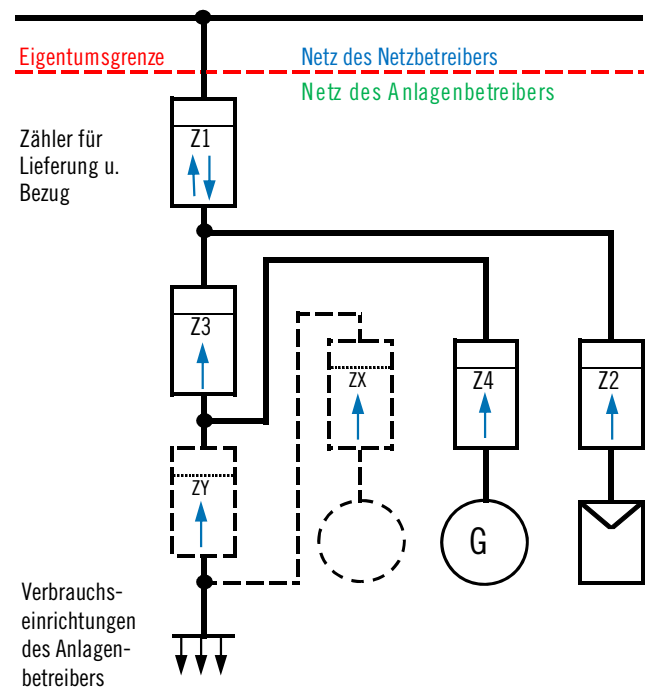 Eigentumsgrenze
Netz des Netzbetreibers
Netz des Anlagenbetreibers
Zähler für
Lieferung u.
Bezug
Z1
Z3
ZX
Z4
Z2
ZY
G
Verbrauchs-
einrichtungen
des Anlagen-
betreibers